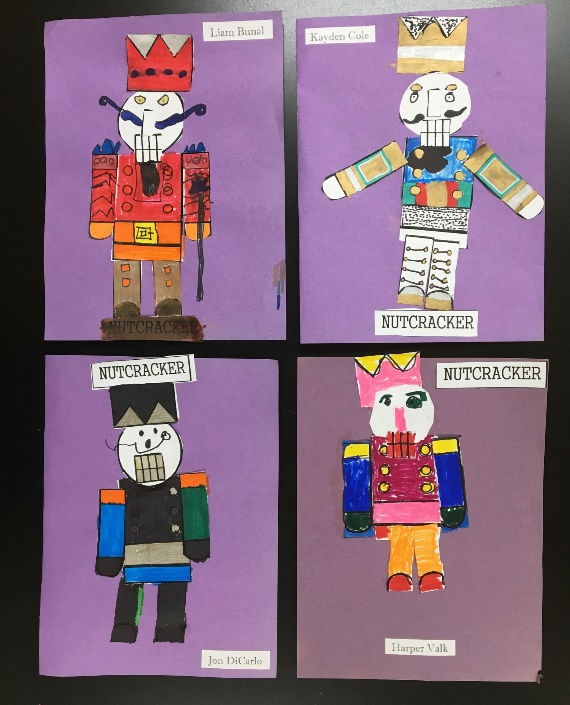 Liam Bunal
NUTCRACKER
Kayden Cole
NUTCRACKER
NUTCRACKER
Jon DiCarlo
NUTCRACKER
Harper Valk